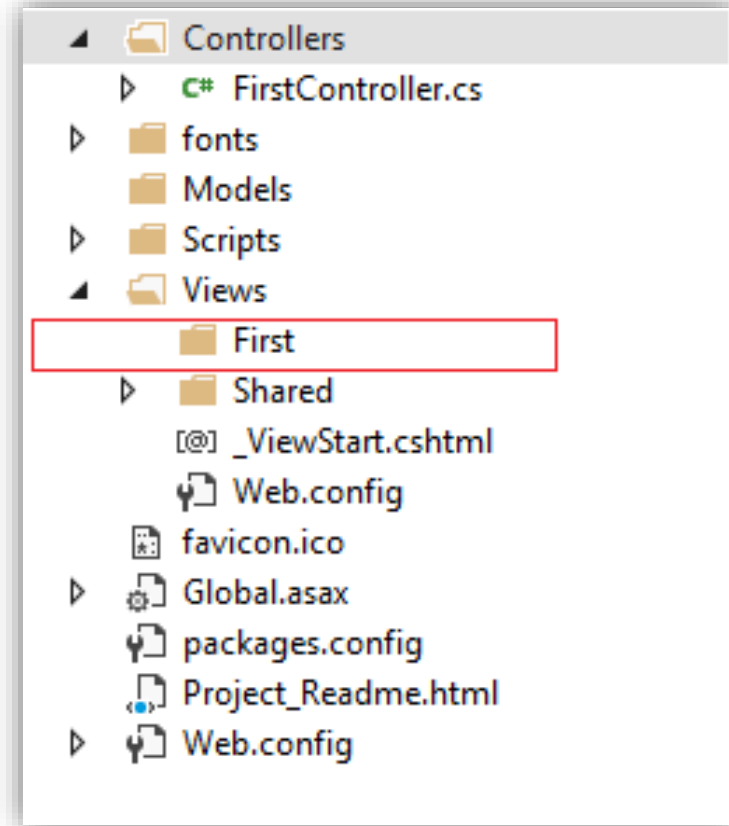 Controllers
C# FirstController.cs
fonts
Models
Scripts
Views
First
Shared
[@] _ViewStart.cshtml
Web.config
favicon.ico
Global.asax
packages.config
Project_Readme.html
Web.config